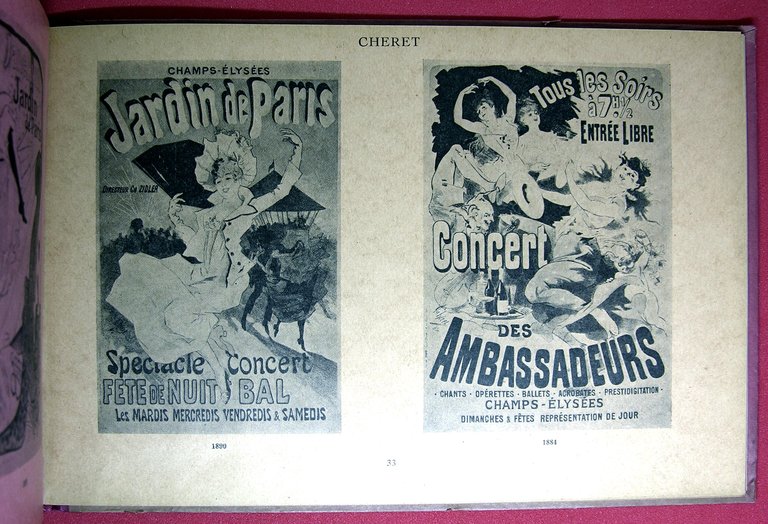 CHERET
CHAMPS-ÉLYSÉES
Jardin de Paris
DIRECTEUR CH ZIDLER
Spectacle Concert
FÊTE DE NUIT BAL
LES MARDIS MERCREDIS VENDREDIS & SAMEDIS
1890
TOUS les Soirs
à 7H. 1/2
ENTRÉE LIBRE
Concert
DES
AMBASSADEURS
· CHANTS · OPÉRETTES · BALLETS · ACROBATES · PRESTIDIGITATION ·
CHAMPS-ÉLYSÉES
DIMANCHES & FÊTES REPRÉSENTATION DE JOUR
1884
33